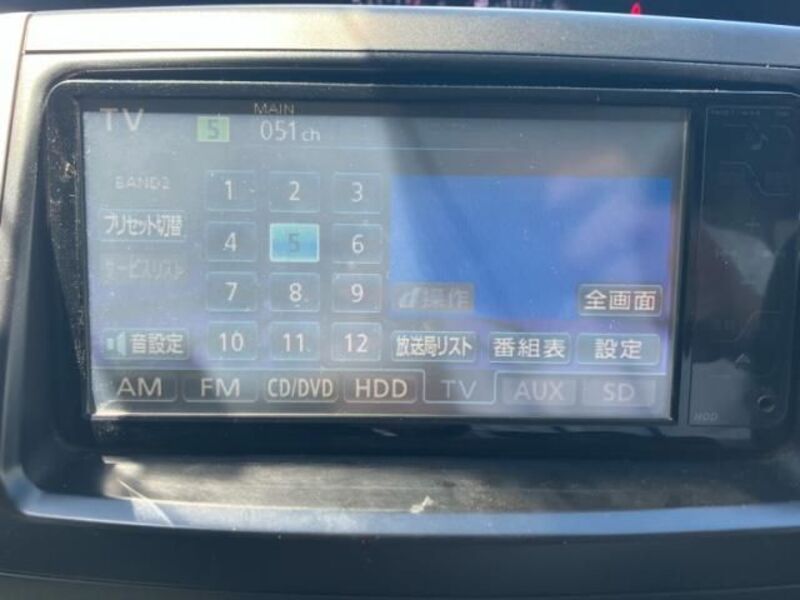 MAIN
TV 5 051ch
BAND2 1 2 3
プリセット切替 4 5 6
サービスリスト
7 8 9 d操作 全画面
音設定 10 11 12 放送局リスト 番組表 設定
AM FM CD/DVD HDD TV AUX SD
HDD